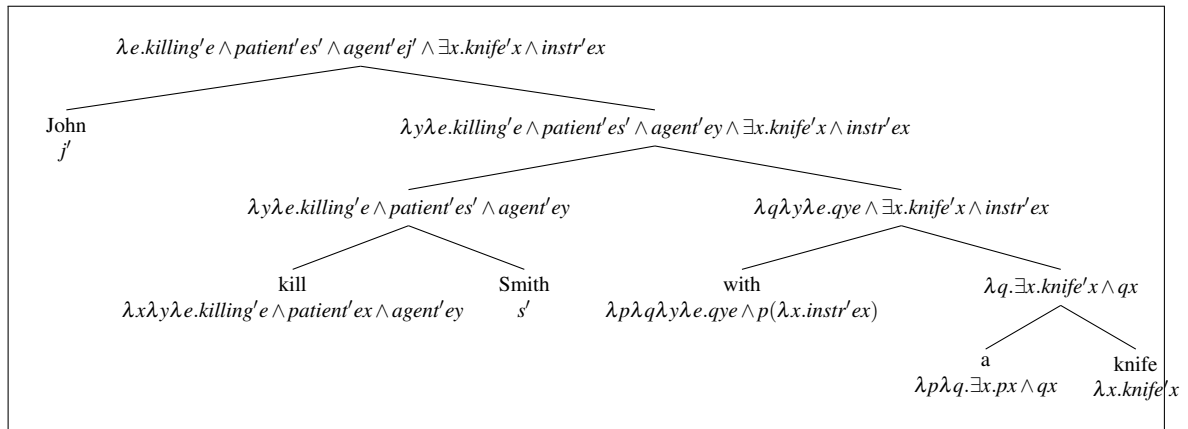 λe.killing′e ∧ patient′es′ ∧ agent′ej′ ∧ ∃x.knife′x ∧ instr′ex
John
j′
λyλe.killing′e ∧ patient′es′ ∧ agent′ey ∧ ∃x.knife′x ∧ instr′ex
λyλe.killing′e ∧ patient′es′ ∧ agent′ey
λqλyλe.qye ∧ ∃x.knife′x ∧ instr′ex
kill
λxλyλe.killing′e ∧ patient′ex ∧ agent′ey
Smith
s′
with
λpλqλyλe.qye ∧ p(λx.instr′ex)
λq.∃x.knife′x ∧ qx
a
λpλq.∃x.px ∧ qx
knife
λx.knife′x